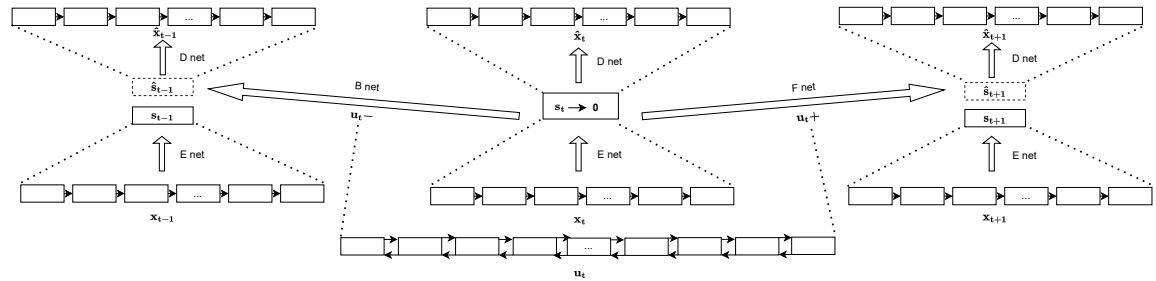 ... ... ...
x̂ₜ₋₁ x̂ₜ x̂ₜ₊₁
D net D net D net
B net F net
ŝₜ₋₁ sₜ → 0 ŝₜ₊₁
uₜ− uₜ+
sₜ₋₁ sₜ₊₁
E net E net E net
... ... ...
xₜ₋₁ xₜ xₜ₊₁
...
uₜ